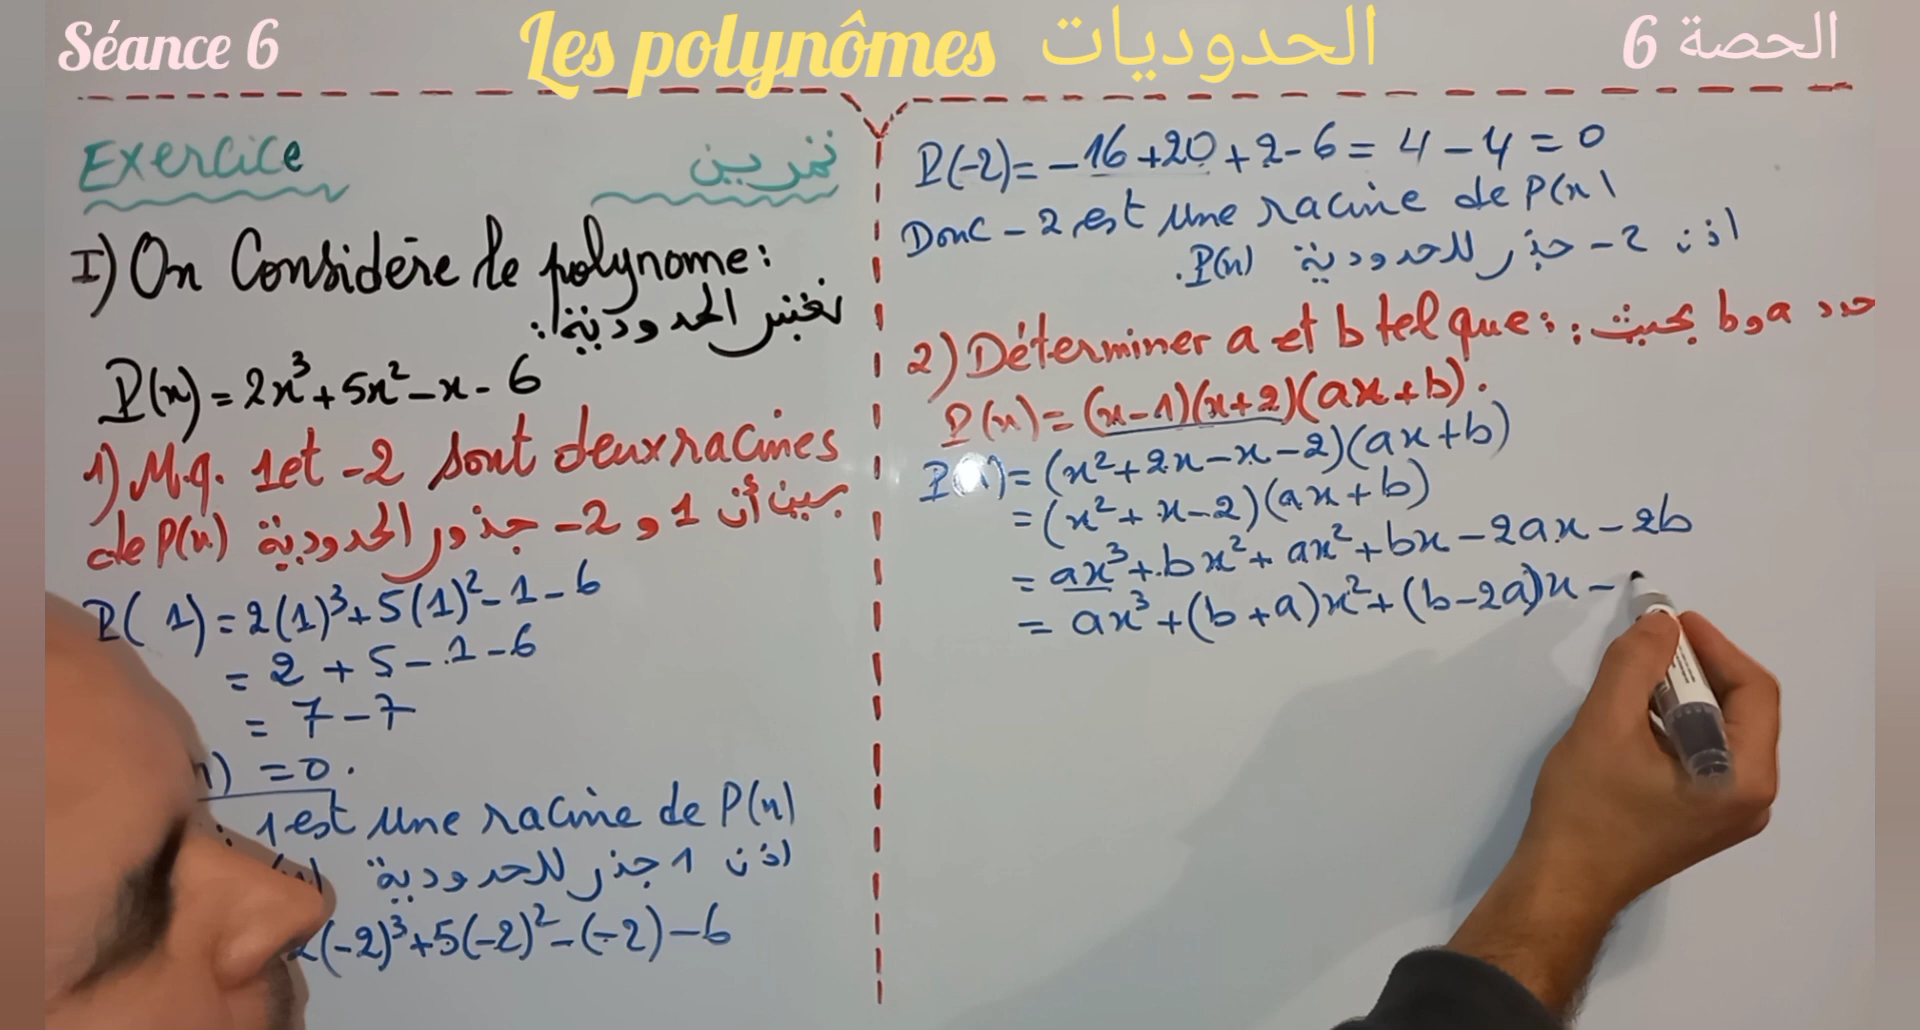 Séance 6
Les polynômes الحدوديات
الحصة 6
Exercice تمرين
I) On Considère le polynome:
نعتبر الحدودية:
P(x) = 2x³ + 5x² - x - 6
1) M.q. 1 et -2 sont deux racines
de P(x) بين أن 1 و 2- جذور الحدودية
P(1) = 2(1)³ + 5(1)² - 1 - 6
= 2 + 5 - 1 - 6
= 7 - 7
= 0.
1 est une racine de P(x)
اذن 1 جذر للحدودية
(-2)³ + 5(-2)² - (-2) - 6
P(-2) = -16 + 20 + 2 - 6 = 4 - 4 = 0
Donc -2 est une racine de P(x)
اذن 2- جذر للحدودية P(x).
2) Déterminer a et b tel que: حدد a و b بحيث:
P(x) = (x-1)(x+2)(ax+b).
P( ) = (x² + 2x - x - 2)(ax + b)
= (x² + x - 2)(ax + b)
= ax³ + bx² + ax² + bx - 2ax - 2b
= ax³ + (b+a)x² + (b-2a)x -